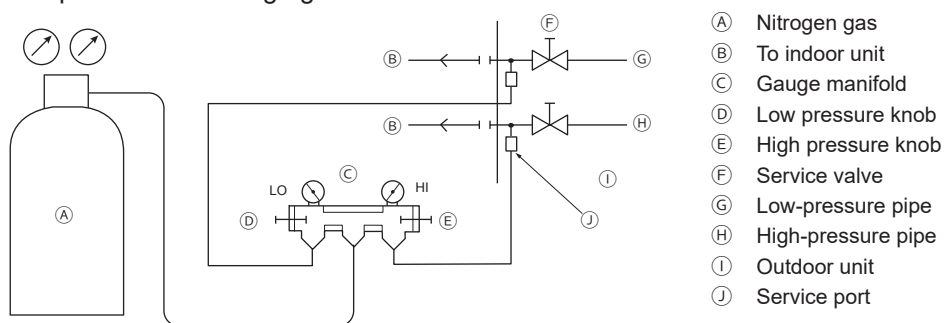 Ⓕ
Ⓑ Ⓖ
Ⓑ Ⓗ
Ⓒ Ⓘ
LO HI
Ⓐ Ⓓ Ⓔ Ⓙ
Ⓐ Nitrogen gas
Ⓑ To indoor unit
Ⓒ Gauge manifold
Ⓓ Low pressure knob
Ⓔ High pressure knob
Ⓕ Service valve
Ⓖ Low-pressure pipe
Ⓗ High-pressure pipe
Ⓘ Outdoor unit
Ⓙ Service port